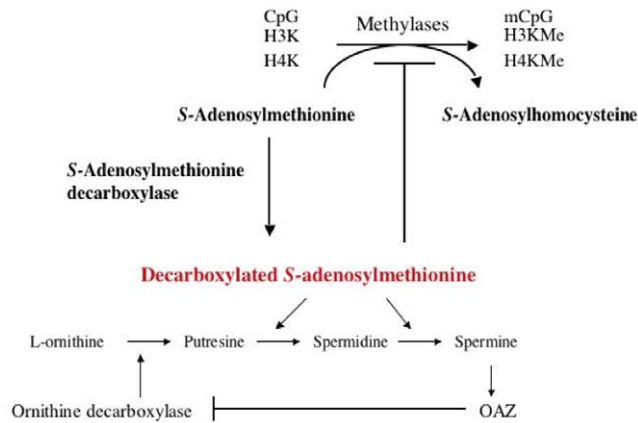 CpG
H3K
H4K
Methylases
mCpG
H3KMe
H4KMe
S-Adenosylmethionine
S-Adenosylhomocysteine
S-Adenosylmethionine
decarboxylase
Decarboxylated S-adenosylmethionine
L-ornithine
Putresine
Spermidine
Spermine
Ornithine decarboxylase
OAZ